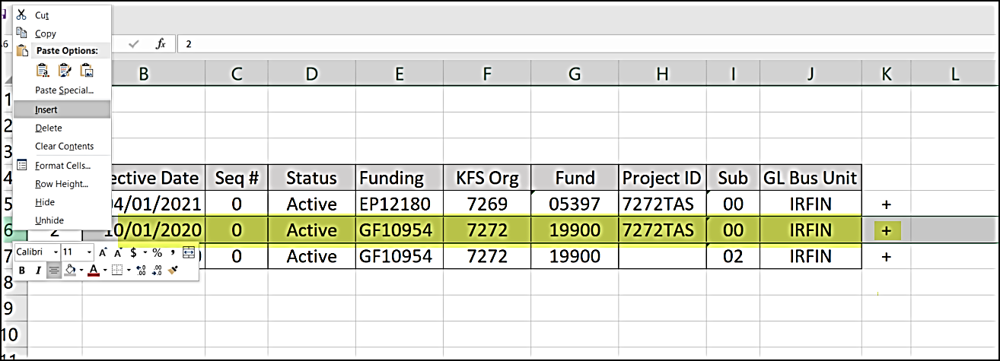 Cut
Copy
Paste Options:
Paste Special...
Insert
Delete
Clear Contents
Format Cells...
Row Height...
Hide
Unhide
fx 2
B C D E F G H I J K L
1
2
3
4 ective Date Seq # Status Funding KFS Org Fund Project ID Sub GL Bus Unit
5 04/01/2021 0 Active EP12180 7269 05397 7272TAS 00 IRFIN +
6 2 10/01/2020 0 Active GF10954 7272 19900 7272TAS 00 IRFIN +
7 0 Active GF10954 7272 19900 02 IRFIN +
Calibri 11 A A $ % ,
B I A .0 .00
8
9
10
11